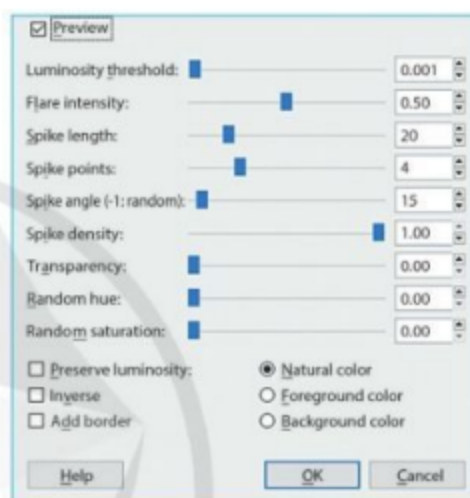 Preview
Luminosity threshold: 0.001
Flare intensity: 0.50
Spike length: 20
Spike points: 4
Spike angle (-1: random): 15
Spike density: 1.00
Transparency: 0.00
Random hue: 0.00
Random saturation: 0.00
Preserve luminosity: Natural color
Inverse Foreground color
Add border Background color
Help OK Cancel